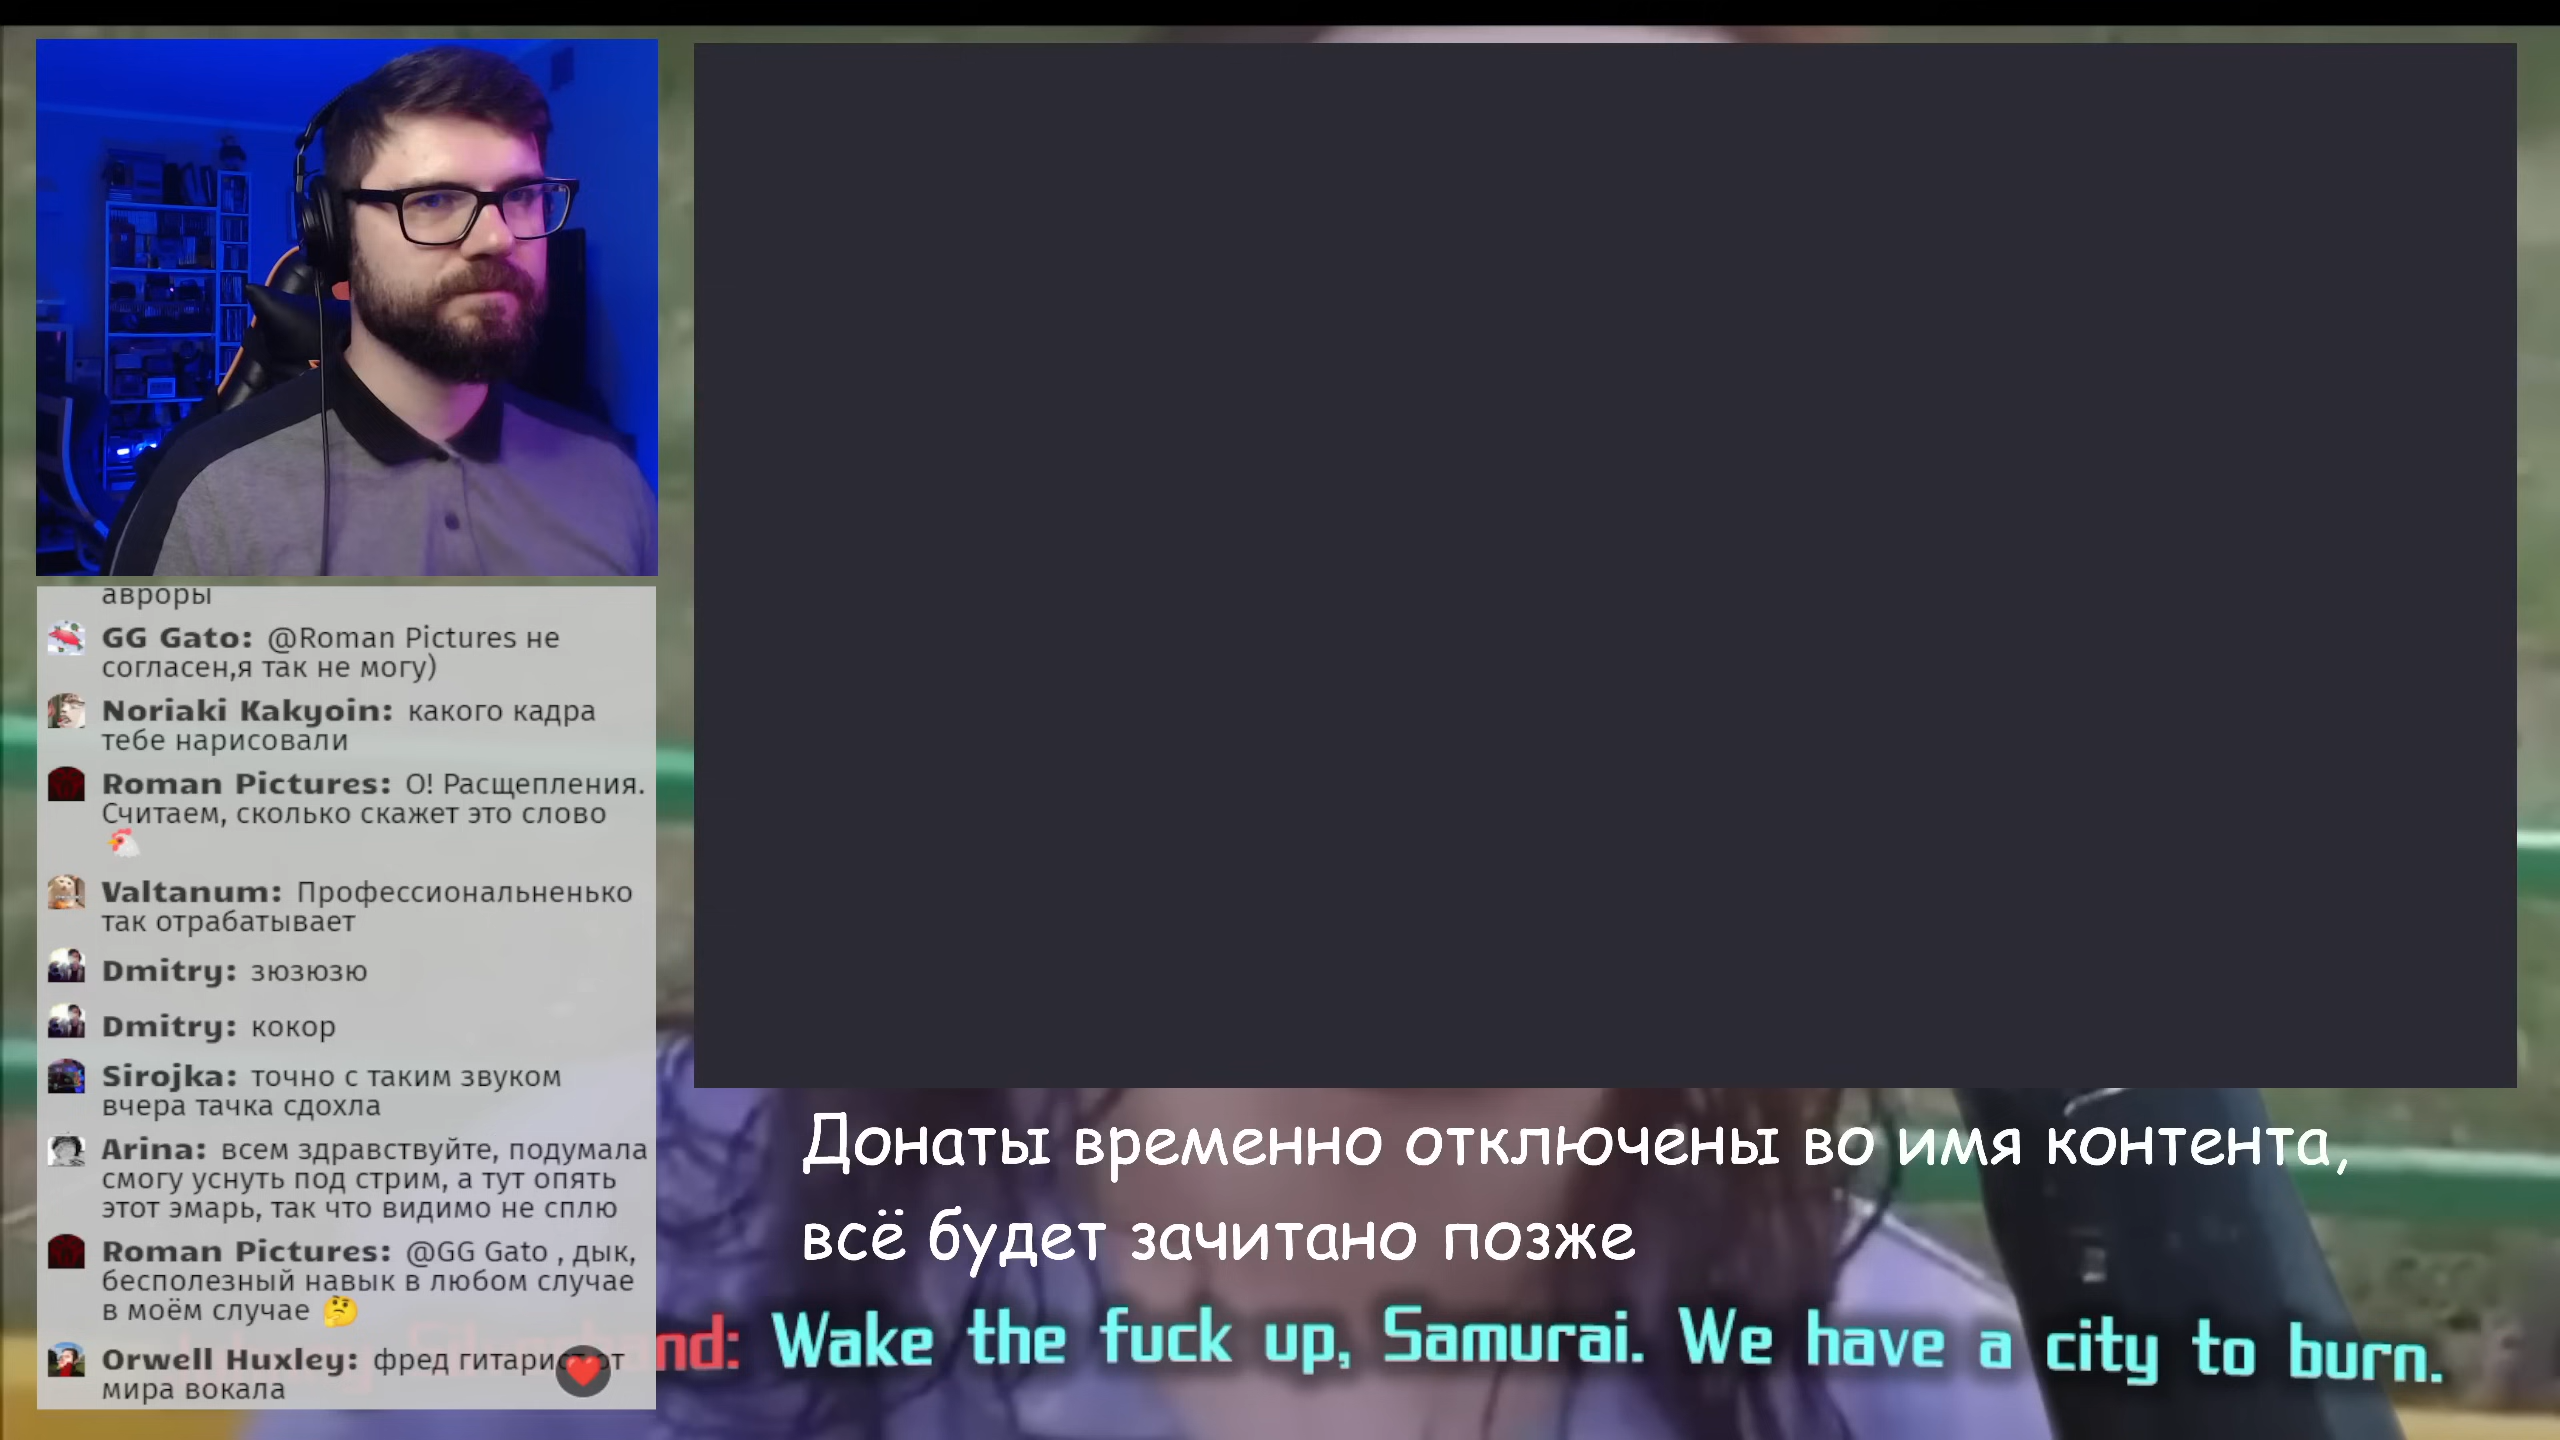 авроры
GG Gato: @Roman Pictures не
согласен,я так не могу)
Noriaki Kakyoin: какого кадра
тебе нарисовали
Roman Pictures: О! Расщепления.
Считаем, сколько скажет это слово
Valtanum: Профессиональненько
так отрабатывает
Dmitry: зюзюзю
Dmitry: кокор
Sirojka: точно с таким звуком
вчера тачка сдохла
Arina: всем здравствуйте, подумала
смогу уснуть под стрим, а тут опять
этот эмарь, так что видимо не сплю
Roman Pictures: @GG Gato , дык,
бесполезный навык в любом случае
в моём случае
Orwell Huxley: фред гитарист от
мира вокала
Донаты временно отключены во имя контента,
всё будет зачитано позже
Wake the fuck up, Samurai. We have a city to burn.